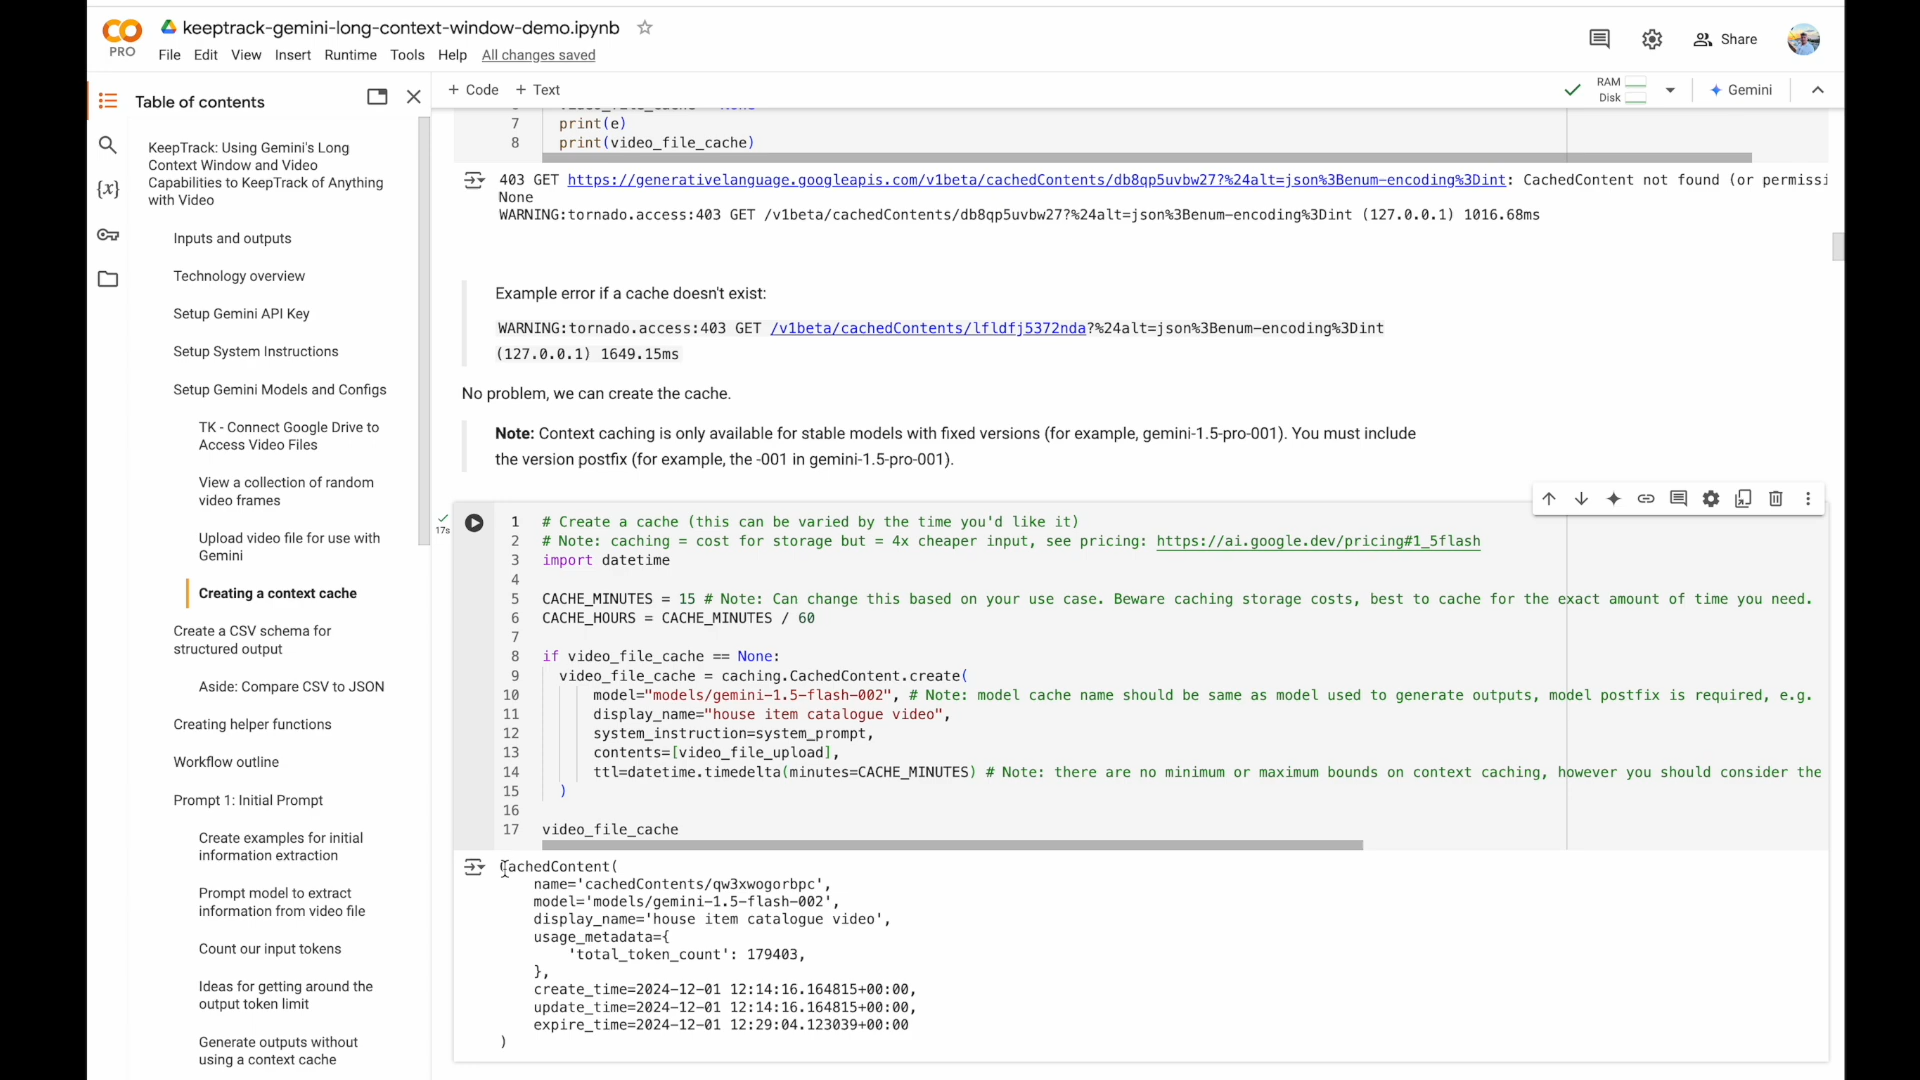 PRO
keeptrack-gemini-long-context-window-demo.ipynb
File Edit View Insert Runtime Tools Help All changes saved
Share
Table of contents
KeepTrack: Using Gemini's Long
Context Window and Video
Capabilities to KeepTrack of Anything
with Video
Inputs and outputs
Technology overview
Setup Gemini API Key
Setup System Instructions
Setup Gemini Models and Configs
TK - Connect Google Drive to
Access Video Files
View a collection of random
video frames
Upload video file for use with
Gemini
Creating a context cache
Create a CSV schema for
structured output
Aside: Compare CSV to JSON
Creating helper functions
Workflow outline
Prompt 1: Initial Prompt
Create examples for initial
information extraction
Prompt model to extract
information from video file
Count our input tokens
Ideas for getting around the
output token limit
Generate outputs without
using a context cache
+ Code + Text
RAM
Disk
Gemini
7 print(e)
8 print(video_file_cache)
403 GET https://generativelanguage.googleapis.com/v1beta/cachedContents/db8qp5uvbw27?%24alt=json%3Benum-encoding%3Dint: CachedContent not found (or permissi
None
WARNING:tornado.access:403 GET /v1beta/cachedContents/db8qp5uvbw27?%24alt=json%3Benum-encoding%3Dint (127.0.0.1) 1016.68ms
Example error if a cache doesn't exist:
WARNING:tornado.access:403 GET /v1beta/cachedContents/lfldfj5372nda?%24alt=json%3Benum-encoding%3Dint
(127.0.0.1) 1649.15ms
No problem, we can create the cache.
Note: Context caching is only available for stable models with fixed versions (for example, gemini-1.5-pro-001). You must include
the version postfix (for example, the -001 in gemini-1.5-pro-001).
17s
1 # Create a cache (this can be varied by the time you'd like it)
2 # Note: caching = cost for storage but = 4x cheaper input, see pricing: https://ai.google.dev/pricing#1_5flash
3 import datetime
4
5 CACHE_MINUTES = 15 # Note: Can change this based on your use case. Beware caching storage costs, best to cache for the exact amount of time you need.
6 CACHE_HOURS = CACHE_MINUTES / 60
7
8 if video_file_cache == None:
9 video_file_cache = caching.CachedContent.create(
10 model="models/gemini-1.5-flash-002", # Note: model cache name should be same as model used to generate outputs, model postfix is required, e.g.
11 display_name="house item catalogue video",
12 system_instruction=system_prompt,
13 contents=[video_file_upload],
14 ttl=datetime.timedelta(minutes=CACHE_MINUTES) # Note: there are no minimum or maximum bounds on context caching, however you should consider the
15 )
16
17 video_file_cache
CachedContent(
name='cachedContents/qw3xwogorbpc',
model='models/gemini-1.5-flash-002',
display_name='house item catalogue video',
usage_metadata={
'total_token_count': 179403,
},
create_time=2024-12-01 12:14:16.164815+00:00,
update_time=2024-12-01 12:14:16.164815+00:00,
expire_time=2024-12-01 12:29:04.123039+00:00
)